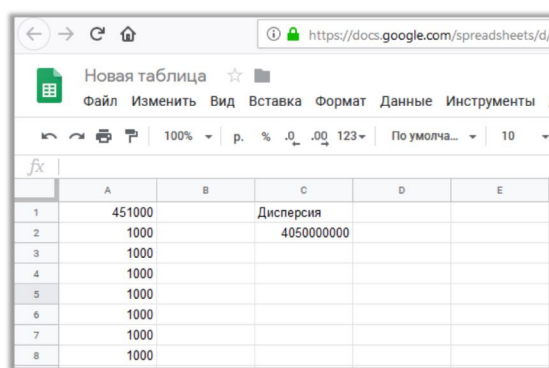 https://docs.google.com/spreadsheets/d/
Новая таблица
Файл Изменить Вид Вставка Формат Данные Инструменты
100% р. % .0 .00 123 По умолча... 10
fx
A B C D E
1 451000 Дисперсия
2 1000 4050000000
3 1000
4 1000
5 1000
6 1000
7 1000
8 1000